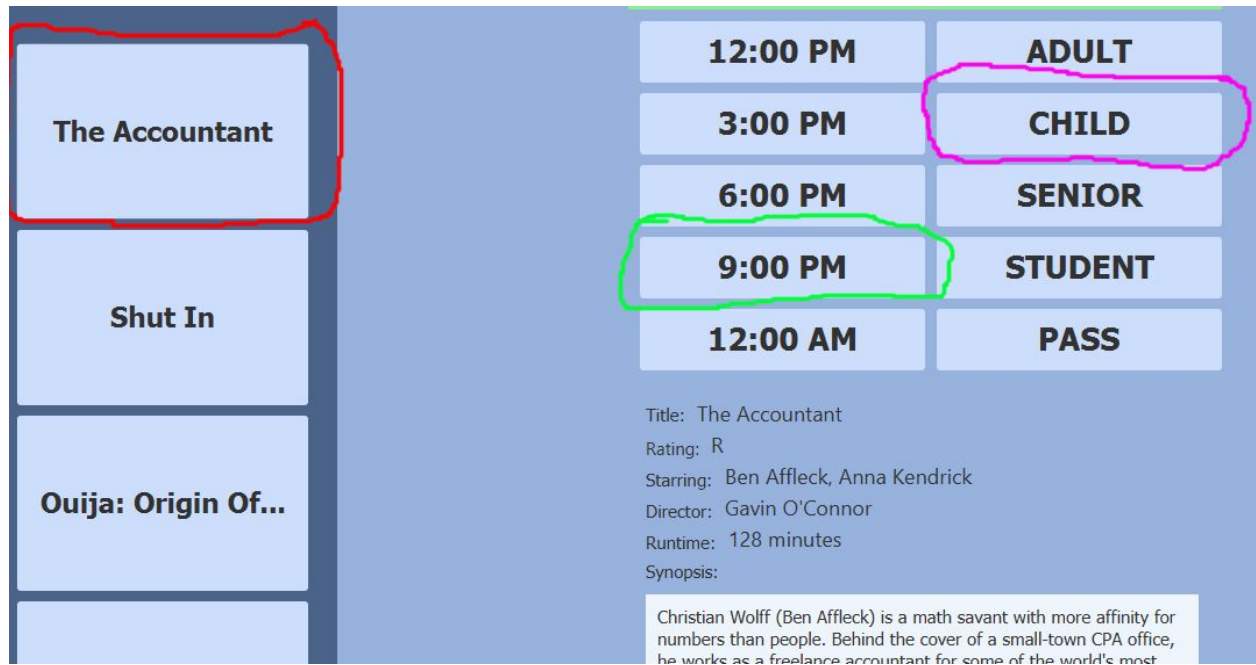 The Accountant
Shut In
Ouija: Origin Of...
12:00 PM ADULT
3:00 PM CHILD
6:00 PM SENIOR
9:00 PM STUDENT
12:00 AM PASS
Title: The Accountant
Rating: R
Starring: Ben Affleck, Anna Kendrick
Director: Gavin O'Connor
Runtime: 128 minutes
Synopsis:
Christian Wolff (Ben Affleck) is a math savant with more affinity for
numbers than people. Behind the cover of a small-town CPA office,
he works as a freelance accountant for some of the world's most